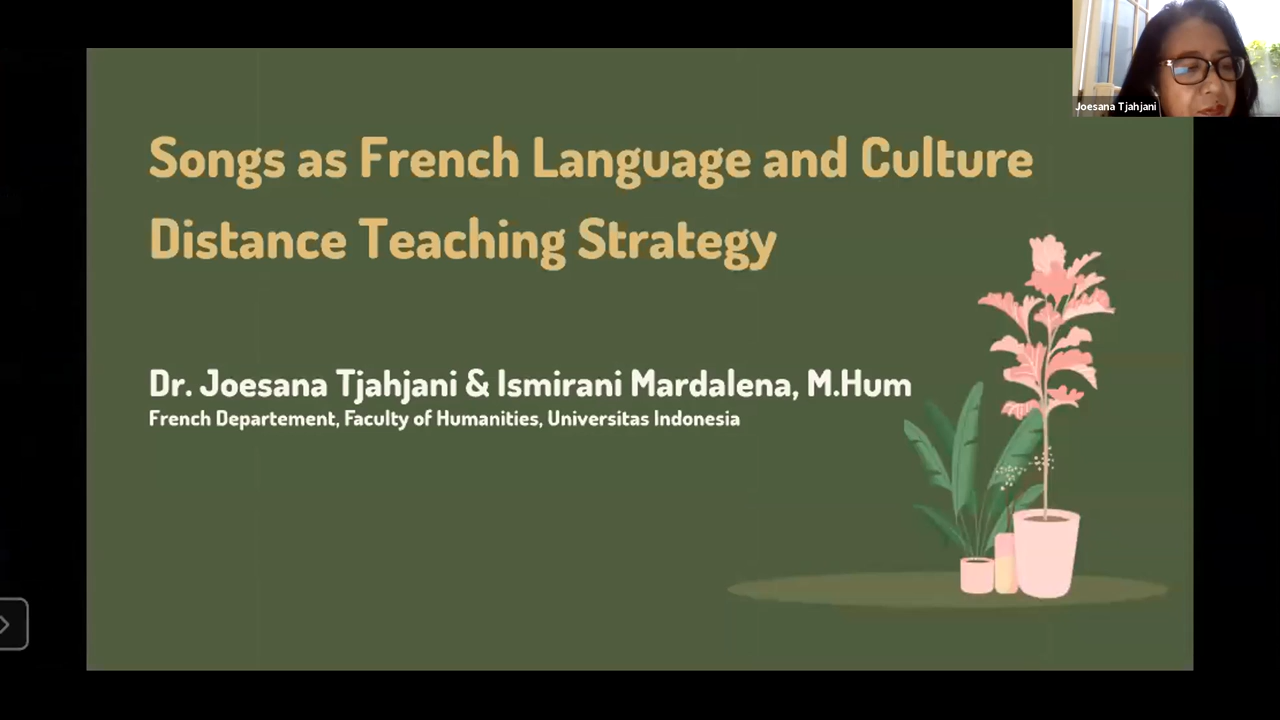 Songs as French Language and Culture
Distance Teaching Strategy
Dr. Joesana Tjahjani & Ismirani Mardalena, M.Hum
French Departement, Faculty of Humanities, Universitas Indonesia
Joesana Tjahjani